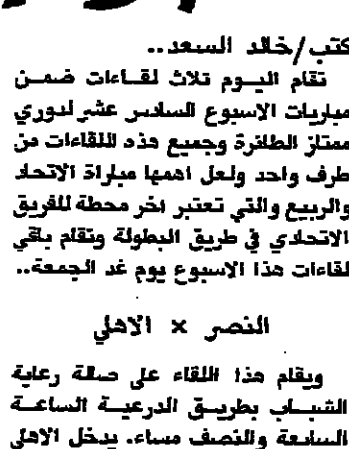 كتب/خالد السعد..
تقام اليوم ثلاث لقاءات ضمن
مباريات الاسبوع السادس عشر لدوري
ممتاز الطائرة وجميع هذه اللقاءات من
طرف واحد ولعل اهمها مباراة الاتحاد
والربيع والتي تعتبر اخر محطة للفريق
الاتحادي في طريق البطولة وتقام باقي
لقاءات هذا الاسبوع يوم غد الجمعة..
النصر × الاهلي
ويقام هذا اللقاء على صالة رعاية
الشباب بطريق الدرعية الساعة
السابعة والنصف مساء. يدخل الاهلي